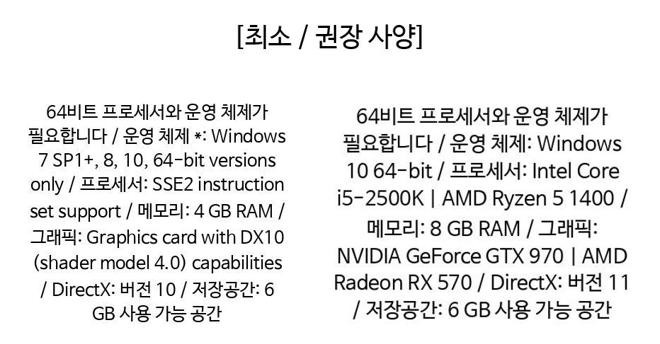 [최소 / 권장 사양]
64비트 프로세서와 운영 체제가
필요합니다 / 운영 체제 *: Windows
7 SP1+, 8, 10, 64-bit versions
only / 프로세서: SSE2 instruction
set support / 메모리: 4 GB RAM /
그래픽: Graphics card with DX10
(shader model 4.0) capabilities
/ DirectX: 버전 10 / 저장공간: 6
GB 사용 가능 공간
64비트 프로세서와 운영 체제가
필요합니다 / 운영 체제: Windows
10 64-bit / 프로세서: Intel Core
i5-2500K | AMD Ryzen 5 1400 /
메모리: 8 GB RAM / 그래픽:
NVIDIA GeForce GTX 970 | AMD
Radeon RX 570 / DirectX: 버전 11
/ 저장공간: 6 GB 사용 가능 공간